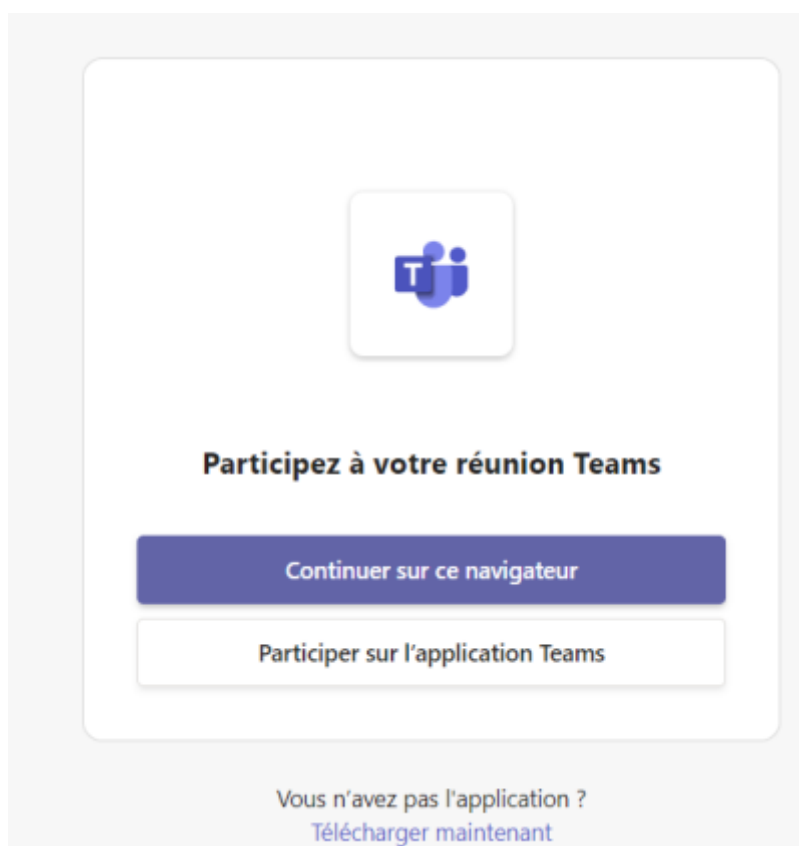 T
Participez à votre réunion Teams
Continuer sur ce navigateur
Participer sur l’application Teams
Vous n’avez pas l'application ?
Télécharger maintenant